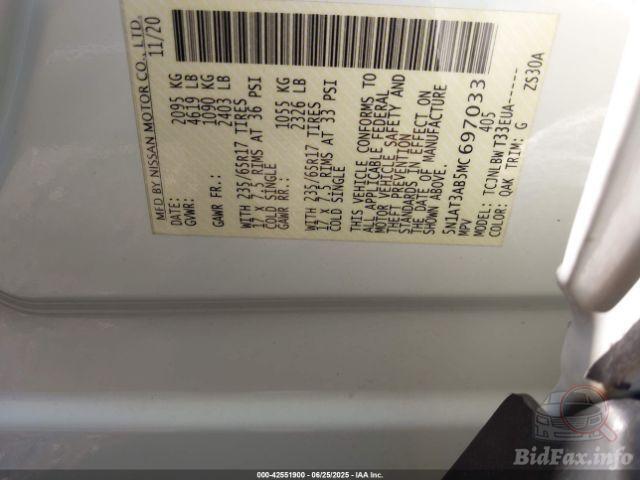 MFD BY NISSAN MOTOR CO., LTD.
DATE: 11/20
GVWR: 2095 KG
4619 LB
GAWR FR.: 1090 KG
2403 LB
WITH 235/65R17 TIRES
17 X 7.5 RIMS AT 36 PSI
COLD SINGLE
GAWR RR.: 1055 KG
2326 LB
WITH 235/65R17 TIRES
17 X 7.5 RIMS AT 33 PSI
COLD SINGLE
THIS VEHICLE CONFORMS TO
ALL APPLICABLE FEDERAL
MOTOR VEHICLE SAFETY AND
THEFT PREVENTION
STANDARDS IN EFFECT ON
THE DATE OF MANUFACTURE
SHOWN ABOVE.
5N1AT3AB5MC697033
MPV 405
MODEL: TCJNLBW T33EUA-----
COLOR: QAK TRIM: G ZS30A
BidFax.info
000-42551900 - 06/25/2025 - IAA Inc.